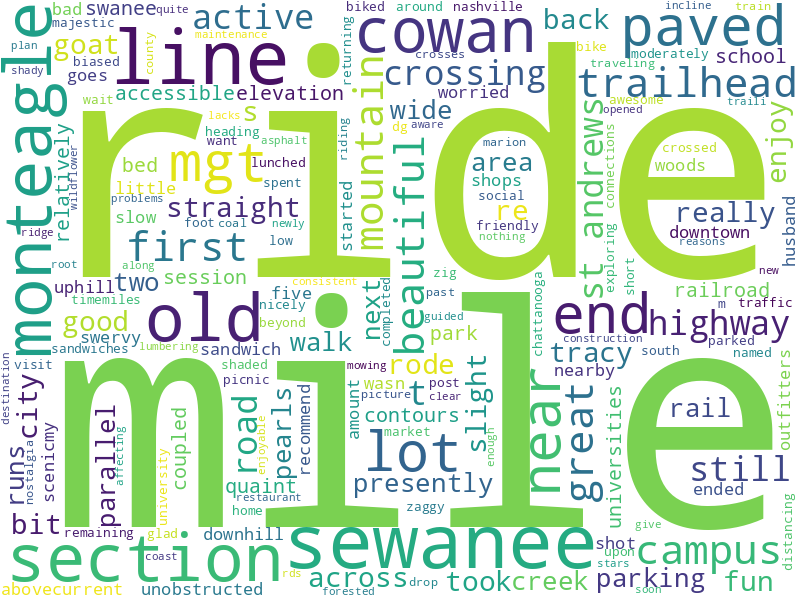 bad swanee quite
biked around nashville
incline train
majestic
active
back
paved
goat
line
cowan
plan
biased
goes
county
maintenance
returning
crosses
bike
moderately school
shady
monteagle
accessible elevation
crossing
traveling
trailhead
wait
lacks
s
worried
awesome
traili
heading
want asphalt
wide
dg aware
opened
relatively
wildflower
bed
mgt
lunched
riding
mountain
beautiful
marion
area
st andrews
connections
crossed
woods
enjoy
ride
little
spent
shops
social
re
friendly
really
problems
straight
foot coal newly
slow
started
nothing
downtown
husband
ridge
first
low
reasons
root
along
session
next
completed
zig
exploring
short
new
uphill two
consistent
five
past
chattanooga
railroad
m traffic
timemiles
nicely
guided
end
highway
good
old
beyond
park
construction
parked
swervy
walk
south named
sandwiches
sandwich
tracy
lumbering
mowing
rode
nearby
destination
visit
shaded
picnic
wasn post
picture clear
slight
near
great
universities
outfitters
city
mile
road
pearls
recommend
amount
t
rail
runs
nostalgia
scenicmy
parallel
affecting
university
coupled
contours
market
enough
lot
still
quaint
enjoyable
presently
ended
bit
restaurant
home
zaggy
remaining
glad
downhill
sewanee
shot
give
distancing
section
coast
across
took creek
upon
stars
campus
parking
fun
abovecurrent
unobstructed
rds
forested
drop
soon